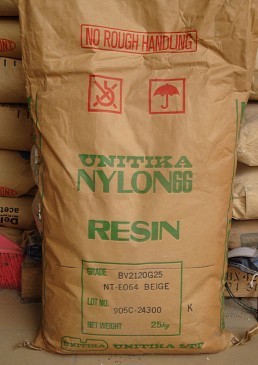 NO ROUGH HANDLING
UNITIKA
NYLON66
RESIN
GRADE BV2120G25
NT-E064 BEIGE
LOT NO. 905C-24300 K
NET WEIGHT 25kg
UNITIKA UNITIKA LTD